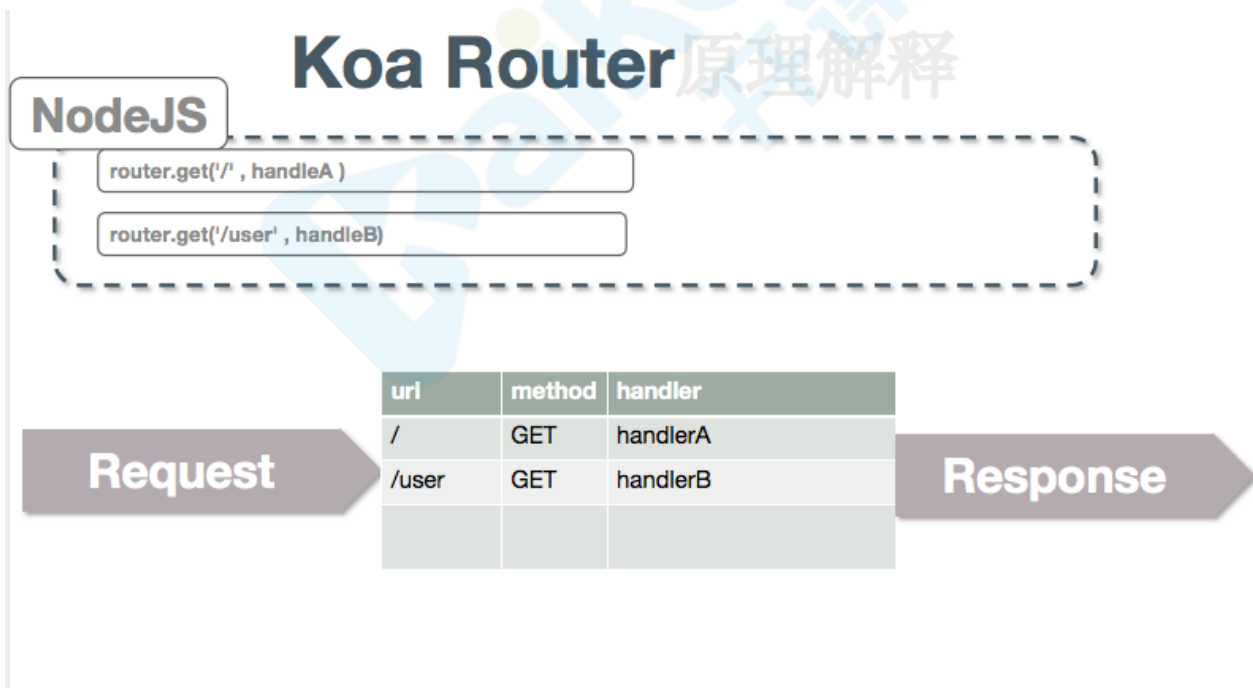 Koa Router原理解释
NodeJS
router.get('/' , handleA )
router.get('/user' , handleB)
url method handler
/ GET handlerA
/user GET handlerB
Request
Response